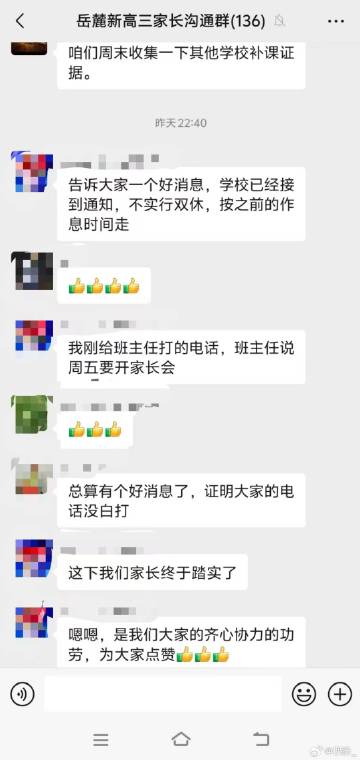 岳麓新高三家长沟通群(136)
咱们周末收集一下其他学校补课证
据。
昨天22:40
告诉大家一个好消息，学校已经接
到通知，不实行双休，按之前的作
息时间走
我刚给班主任打的电话，班主任说
周五要开家长会
总算有个好消息了，证明大家的电
话没白打
这下我们家长终于踏实了
嗯嗯，是我们大家的齐心协力的功
劳，为大家点赞